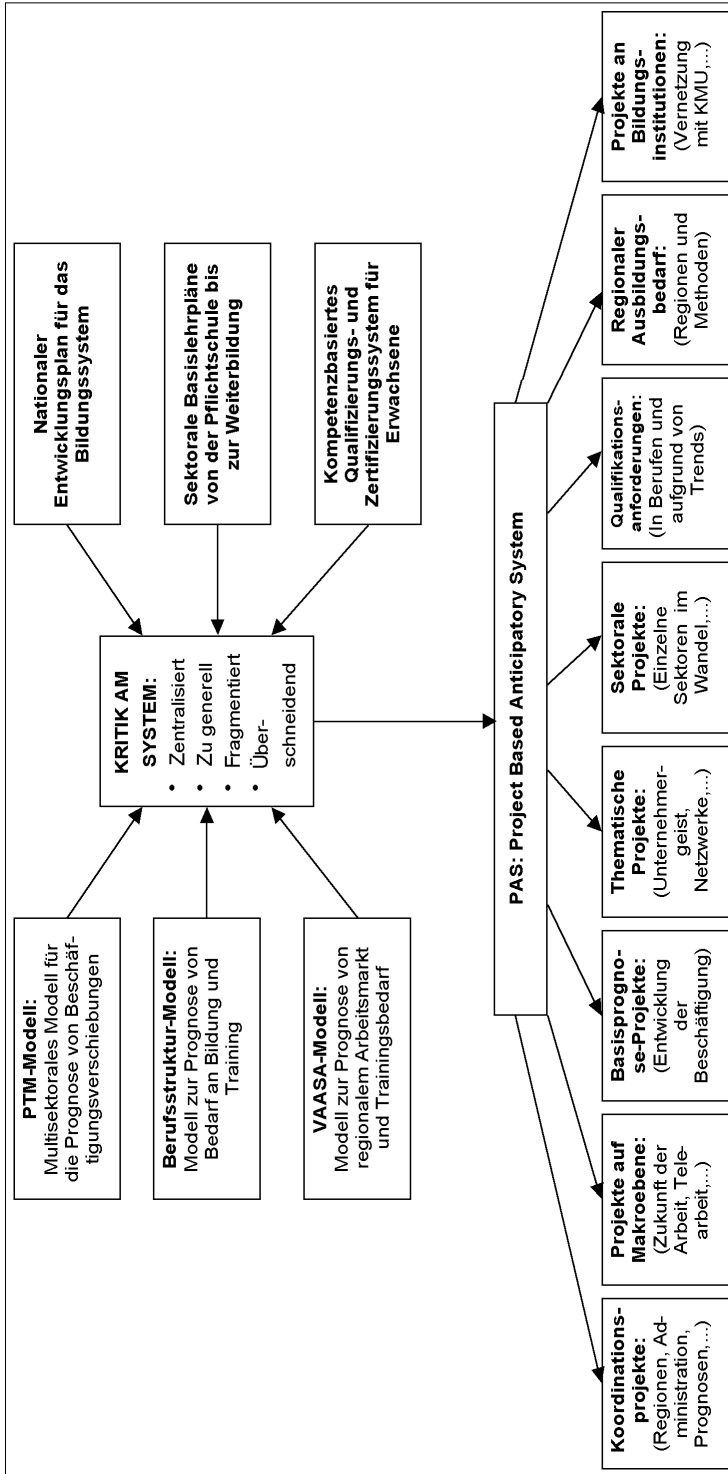 PTM-Modell:
Multisektorales Modell für
die Prognose von Beschäf-
tigungsverschiebungen
Berufsstruktur-Modell:
Modell zur Prognose von
Bedarf an Bildung und
Training
VAASA-Modell:
Modell zur Prognose von
regionalem Arbeitsmarkt
und Trainingsbedarf
KRITIK AM
SYSTEM:
• Zentralisiert
• Zu generell
• Fragmentiert
• Über-
schneidend
Nationaler
Entwicklungsplan für das
Bildungssystem
Sektorale Basislehrpläne
von der Pflichtschule bis
zur Weiterbildung
Kompetenzbasiertes
Qualifizierungs- und
Zertifizierungssystem für
Erwachsene
PAS: Project Based Anticipatory System
Koordinations-
projekte:
(Regionen, Ad-
ministration,
Prognosen,...)
Projekte auf
Makroebene:
(Zukunft der
Arbeit, Tele-
arbeit,...)
Basisprogno-
se-Projekte:
(Entwicklung
der
Beschäftigung)
Thematische
Projekte:
(Unternehmer-
geist,
Netzwerke,...)
Sektorale
Projekte:
(Einzelne
Sektoren im
Wandel,...)
Qualifikations-
anforderungen:
(In Berufen und
aufgrund von
Trends)
Regionaler
Ausbildungs-
bedarf:
(Regionen und
Methoden)
Projekte an
Bildungs-
institutionen:
(Vernetzung
mit KMU,...)